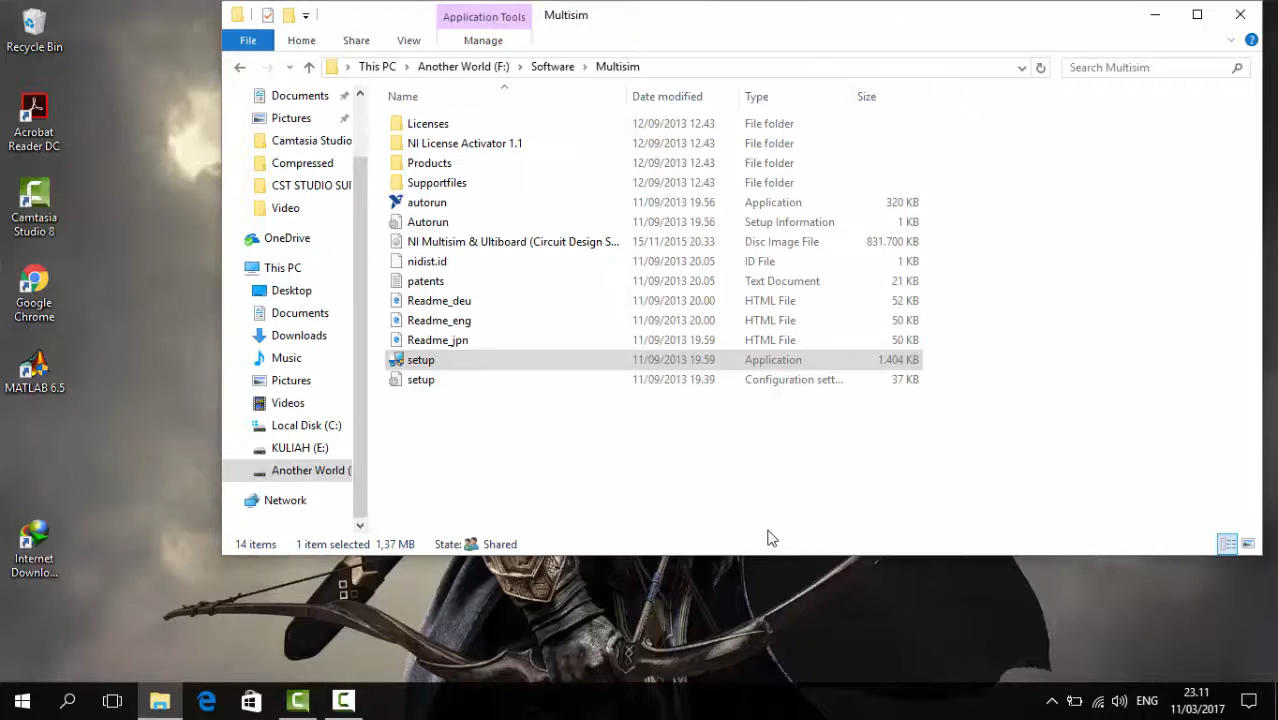 Application Tools
Multisim
File
Home
Share
View
Manage
This PC
Another World (F:)
Software
Multisim
Search Multisim
Name
Date modified
Type
Size
Documents
Pictures
Camtasia Studio
Compressed
CST STUDIO SUI
Video
OneDrive
This PC
Desktop
Documents
Downloads
Music
Pictures
Videos
Local Disk (C:)
KULIAH (E:)
Another World (
Network
Licenses 12/09/2013 12.43 File folder
NI License Activator 1.1 12/09/2013 12.43 File folder
Products 12/09/2013 12.43 File folder
Supportfiles 12/09/2013 12.43 File folder
autorun 11/09/2013 19.56 Application 320 KB
Autorun 11/09/2013 19.56 Setup Information 1 KB
NI Multisim & Ultiboard (Circuit Design S... 15/11/2015 20.33 Disc Image File 831.700 KB
nidist.id 11/09/2013 20.05 ID File 1 KB
patents 11/09/2013 20.05 Text Document 21 KB
Readme_deu 11/09/2013 20.00 HTML File 52 KB
Readme_eng 11/09/2013 20.00 HTML File 50 KB
Readme_jpn 11/09/2013 19.59 HTML File 50 KB
setup 11/09/2013 19.59 Application 1.404 KB
setup 11/09/2013 19.39 Configuration sett... 37 KB
14 items
1 item selected 1,37 MB
State: Shared
Recycle Bin
Acrobat
Reader DC
Camtasia
Studio 8
Google
Chrome
MATLAB 6.5
Internet
Downlo...
ENG
23.11
11/03/2017